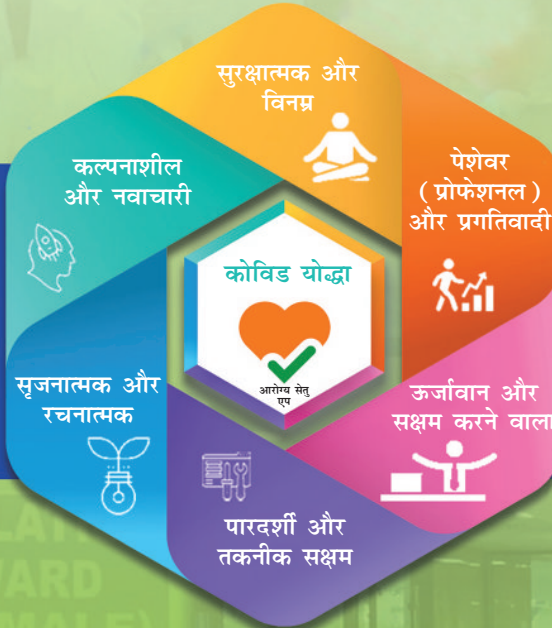 सुरक्षात्मक और
विनम्र
पेशेवर
( प्रोफेशनल )
और प्रगतिवादी
कल्पनाशील
और नवाचारी
कोविड योद्धा
आरोग्य सेतु
एप
सृजनात्मक और
रचनात्मक
ऊर्जावान और
सक्षम करने वाला
पारदर्शी और
तकनीक सक्षम
WARD